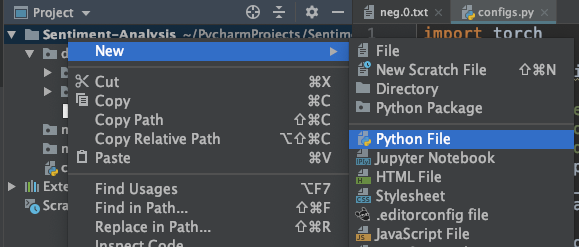 Project
neg.0.txt
configs.py
Sentiment-Analysis ~/PycharmProjects/Sentim
1
import torch
New
File
New Scratch File ⇧⌘N
Directory
Python Package
Python File
Jupyter Notebook
HTML File
Stylesheet
.editorconfig file
JavaScript File
Cut ⌘X
Copy ⌘C
Copy Path ⇧⌘C
Copy Relative Path ⌥⇧⌘C
Paste ⌘V
Find Usages ⌥F7
Find in Path... ⇧⌘F
Replace in Path... ⇧⌘R
Inspect Code
d
n
n
c
Exte
Scra